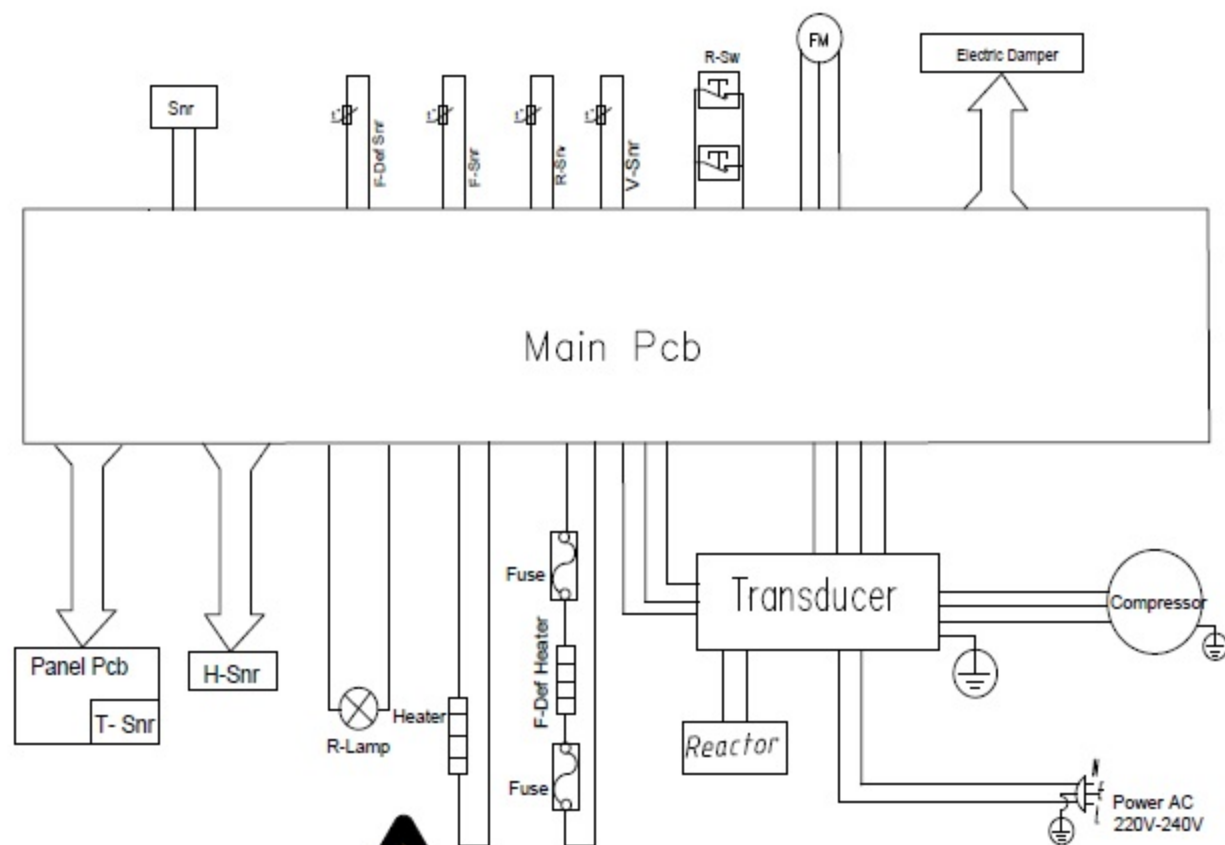 Snr
F-Def Snr
F-Snr
R-Snr
V-Snr
R-Sw
FM
Electric Damper
Main Pcb
Panel Pcb
T- Snr
H-Snr
R-Lamp
Heater
Fuse
F-Def Heater
Fuse
Transducer
Reactor
Compressor
N
L
Power AC
220V-240V